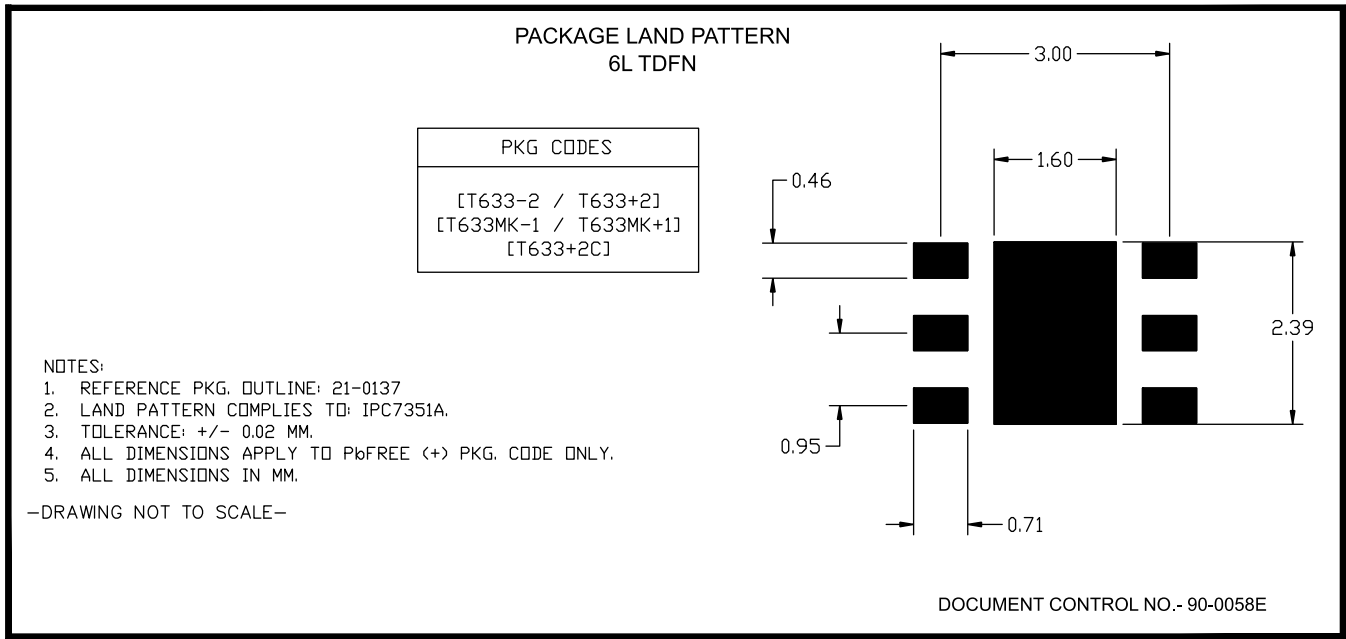 PACKAGE LAND PATTERN
6L TDFN
PKG CODES
[T633-2 / T633+2]
[T633MK-1 / T633MK+1]
[T633+2C]
3.00
1.60
0.46
2.39
0.95
0.71
NOTES:
1. REFERENCE PKG. OUTLINE: 21-0137
2. LAND PATTERN COMPLIES TO: IPC7351A.
3. TOLERANCE: +/- 0.02 MM.
4. ALL DIMENSIONS APPLY TO PbFREE (+) PKG. CODE ONLY.
5. ALL DIMENSIONS IN MM.
-DRAWING NOT TO SCALE-
DOCUMENT CONTROL NO.- 90-0058E